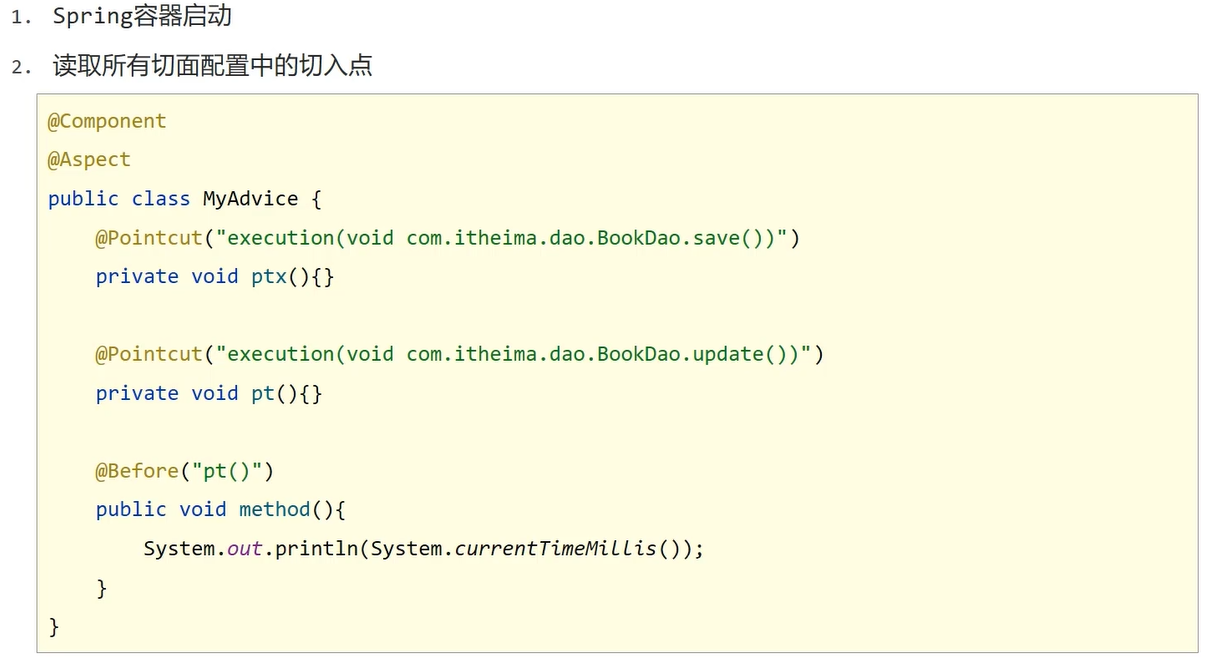 1. Spring容器启动
2. 读取所有切面配置中的切入点
@Component
@Aspect
public class MyAdvice {
    @Pointcut("execution(void com.itheima.dao.BookDao.save())")
    private void ptx(){}
    @Pointcut("execution(void com.itheima.dao.BookDao.update())")
    private void pt(){}
    @Before("pt()")
    public void method(){
        System.out.println(System.currentTimeMillis());
    }
}